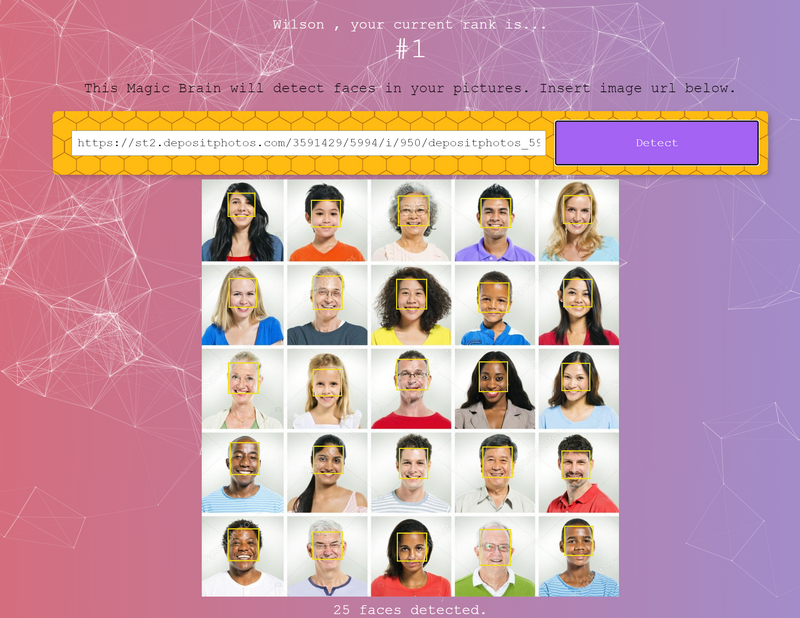 Wilson , your current rank is...
#1
This Magic Brain will detect faces in your pictures. Insert image url below.
https://st2.depositphotos.com/3591429/5994/i/950/depositphotos_59
Detect
25 faces detected.